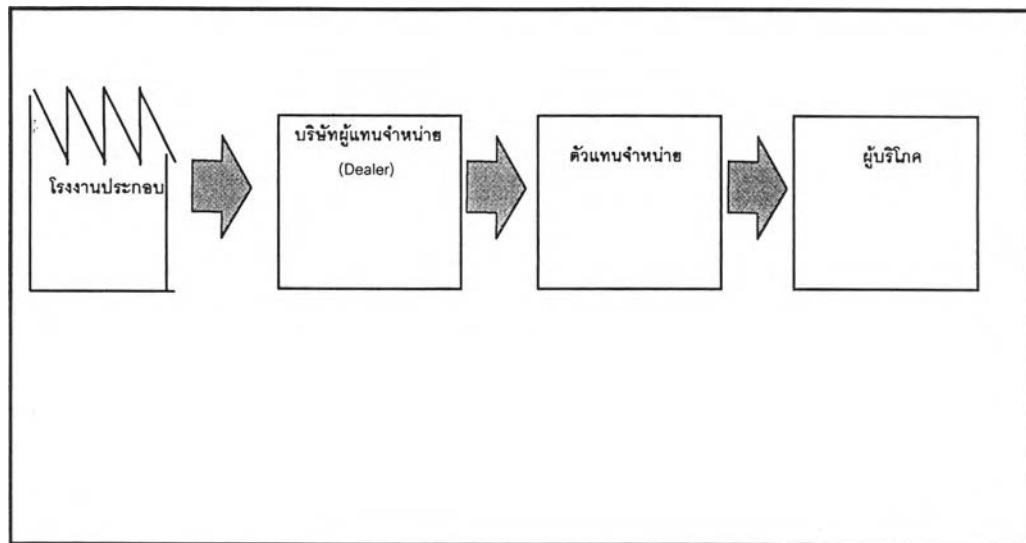 โรงงานประกอบ
บริษัทผู้แทนจำหน่าย
(Dealer)
ตัวแทนจำหน่าย
ผู้บริโภค